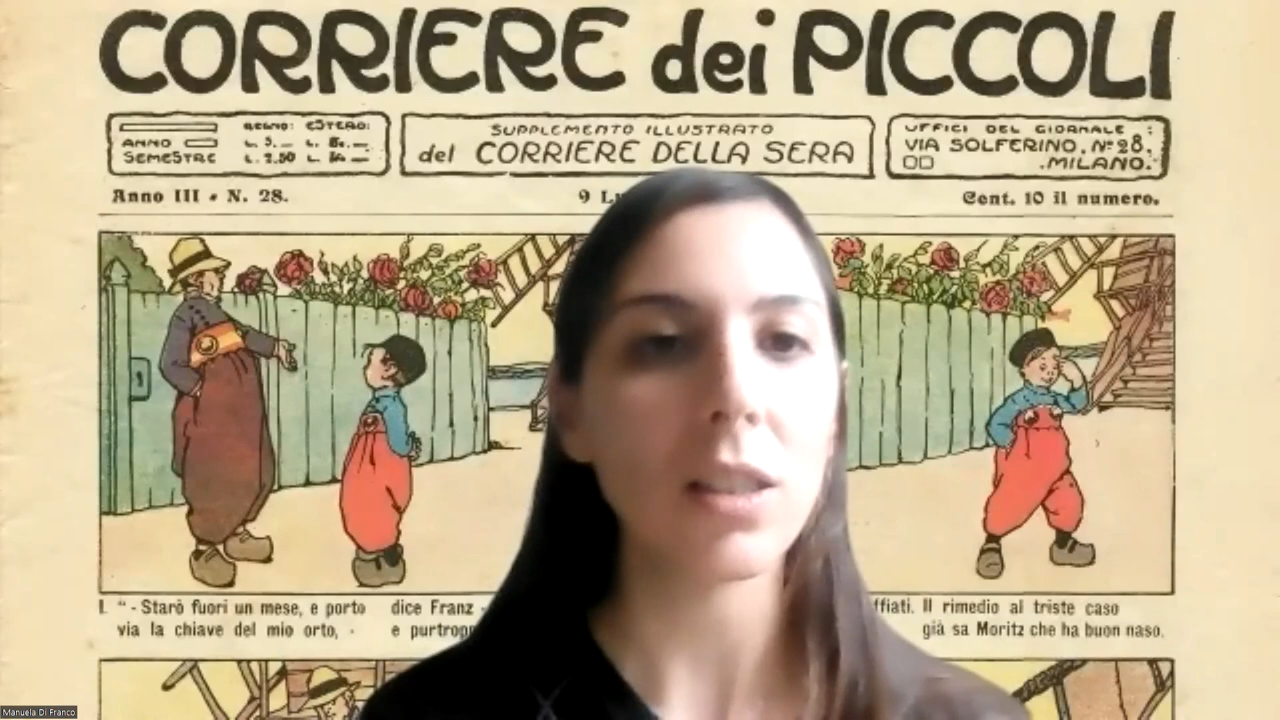 CORRIERE dei PICCOLI
REGNO: ESTERO:
ANNO L. 5.— L. 8.—
SEMESTRE L. 2.50 L. 4.—
SUPPLEMENTO ILLUSTRATO
del CORRIERE DELLA SERA
UFFICI DEL GIORNALE :
VIA SOLFERINO, N° 28.
MILANO.
Anno III • N. 28.
9
Cent. 10 il numero.
I. “ - Starò fuori un mese, e porto
via la chiave del mio orto, -
dice Franz -
e
Il rimedio al triste caso
già sa Moritz che ha buon naso.
Manuela Di Franco